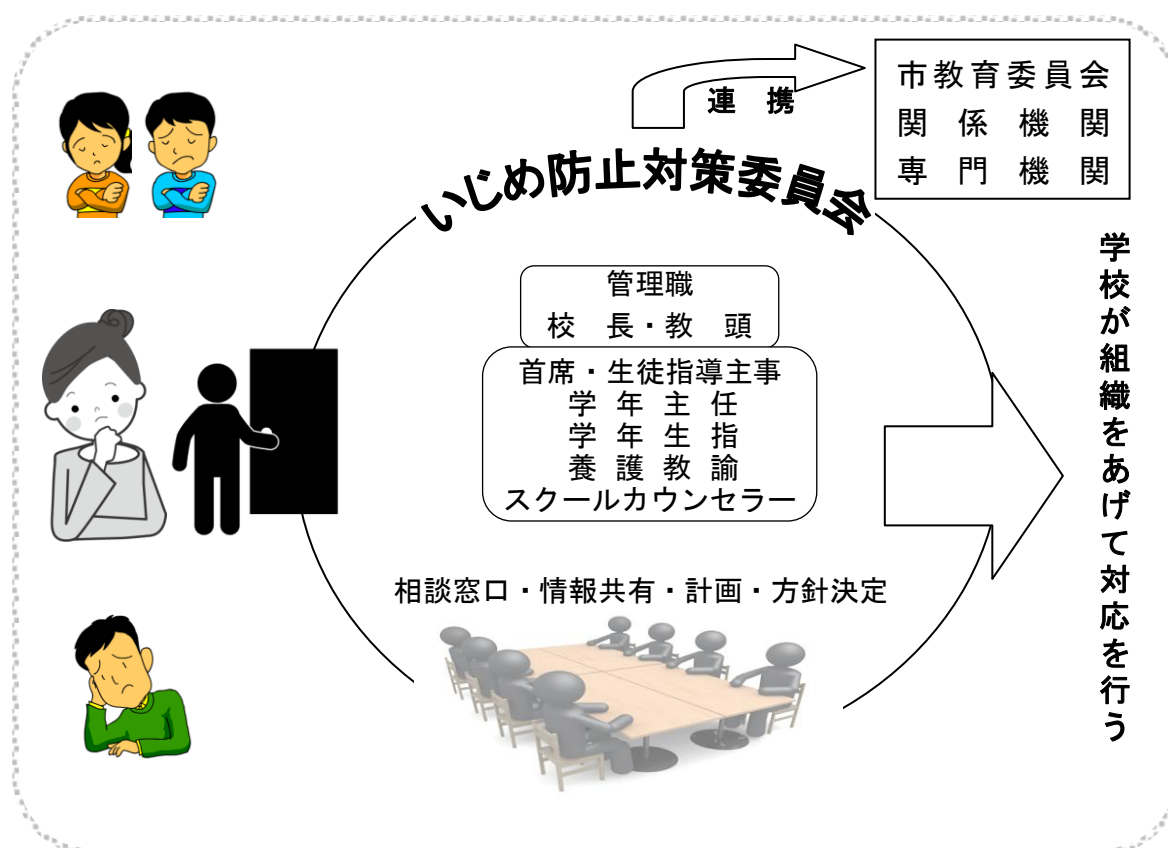 市教育委員会
関係機関
専門機関
連携
いじめ防止対策委員会
管理職
校長・教頭
首席・生徒指導主事
学年主任
学年生指
養護教諭
スクールカウンセラー
相談窓口・情報共有・計画・方針決定
学校が組織をあげて対応を行う